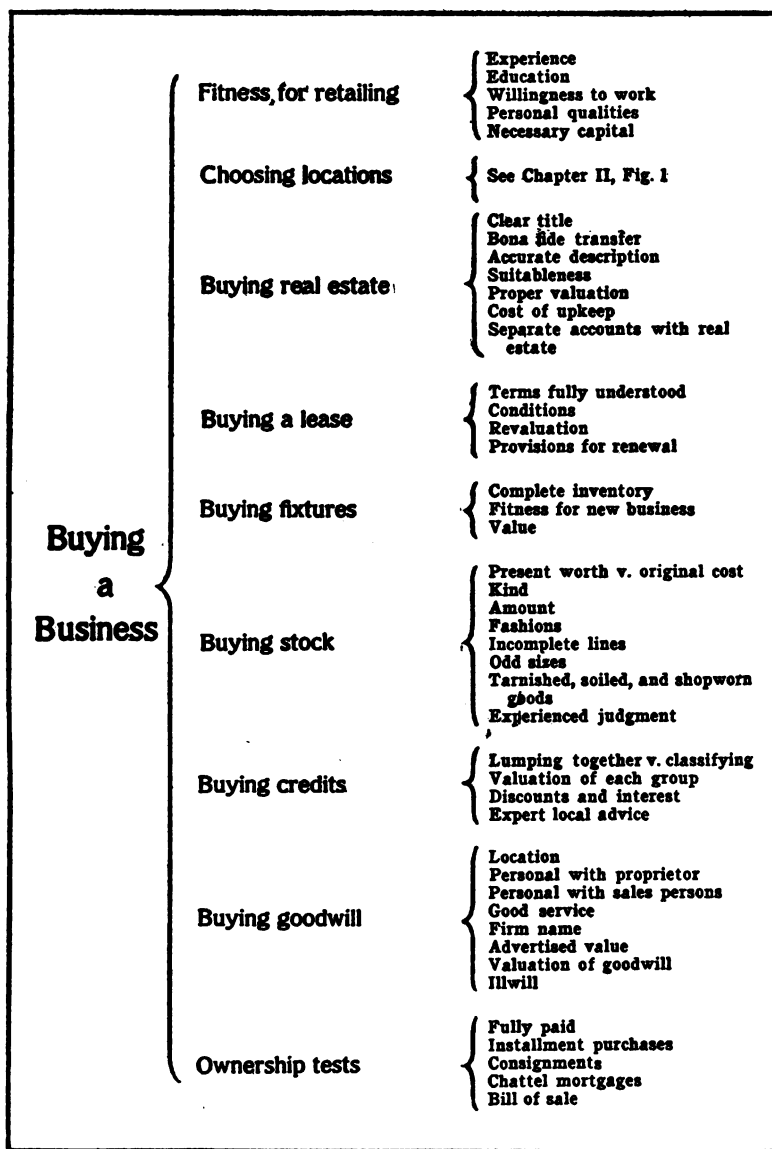 Buying
a
Business
Fitness for retailing
Experience
Education
Willingness to work
Personal qualities
Necessary capital
Choosing locations
See Chapter II, Fig. 1
Buying real estate
Clear title
Bona fide transfer
Accurate description
Suitableness
Proper valuation
Cost of upkeep
Separate accounts with real
estate
Buying a lease
Terms fully understood
Conditions
Revaluation
Provisions for renewal
Buying fixtures
Complete inventory
Fitness for new business
Value
Buying stock
Present worth v. original cost
Kind
Amount
Fashions
Incomplete lines
Odd sizes
Tarnished, soiled, and shopworn
goods
Experienced judgment
Buying credits
Lumping together v. classifying
Valuation of each group
Discounts and interest
Expert local advice
Buying goodwill
Location
Personal with proprietor
Personal with sales persons
Good service
Firm name
Advertised value
Valuation of goodwill
Illwill
Ownership tests
Fully paid
Installment purchases
Consignments
Chattel mortgages
Bill of sale